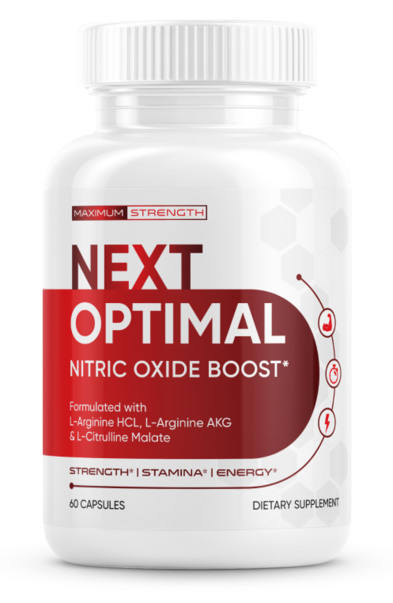 MAXIMUM STRENGTH
NEXT
OPTIMAL
NITRIC OXIDE BOOST*
Formulated with
L-Arginine HCL, L-Arginine AKG
& L-Citrulline Malate
STRENGTH* | STAMINA* | ENERGY*
60 CAPSULES DIETARY SUPPLEMENT